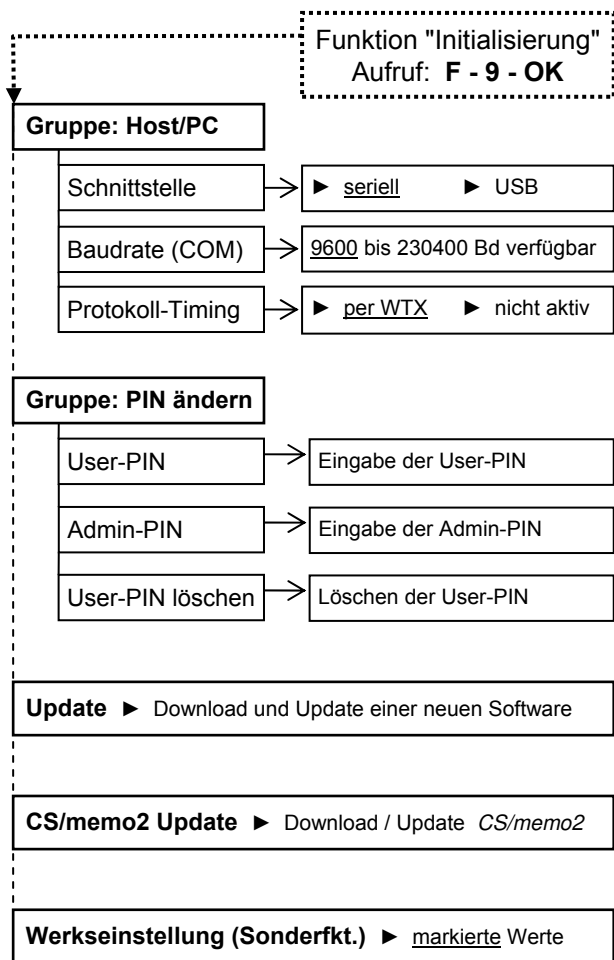 Funktion "Initialisierung"
Aufruf: F - 9 - OK
Gruppe: Host/PC
Schnittstelle ► seriell ► USB
Baudrate (COM) 9600 bis 230400 Bd verfügbar
Protokoll-Timing ► per WTX ► nicht aktiv
Gruppe: PIN ändern
User-PIN Eingabe der User-PIN
Admin-PIN Eingabe der Admin-PIN
User-PIN löschen Löschen der User-PIN
Update ► Download und Update einer neuen Software
CS/memo2 Update ► Download / Update CS/memo2
Werkseinstellung (Sonderfkt.) ► markierte Werte